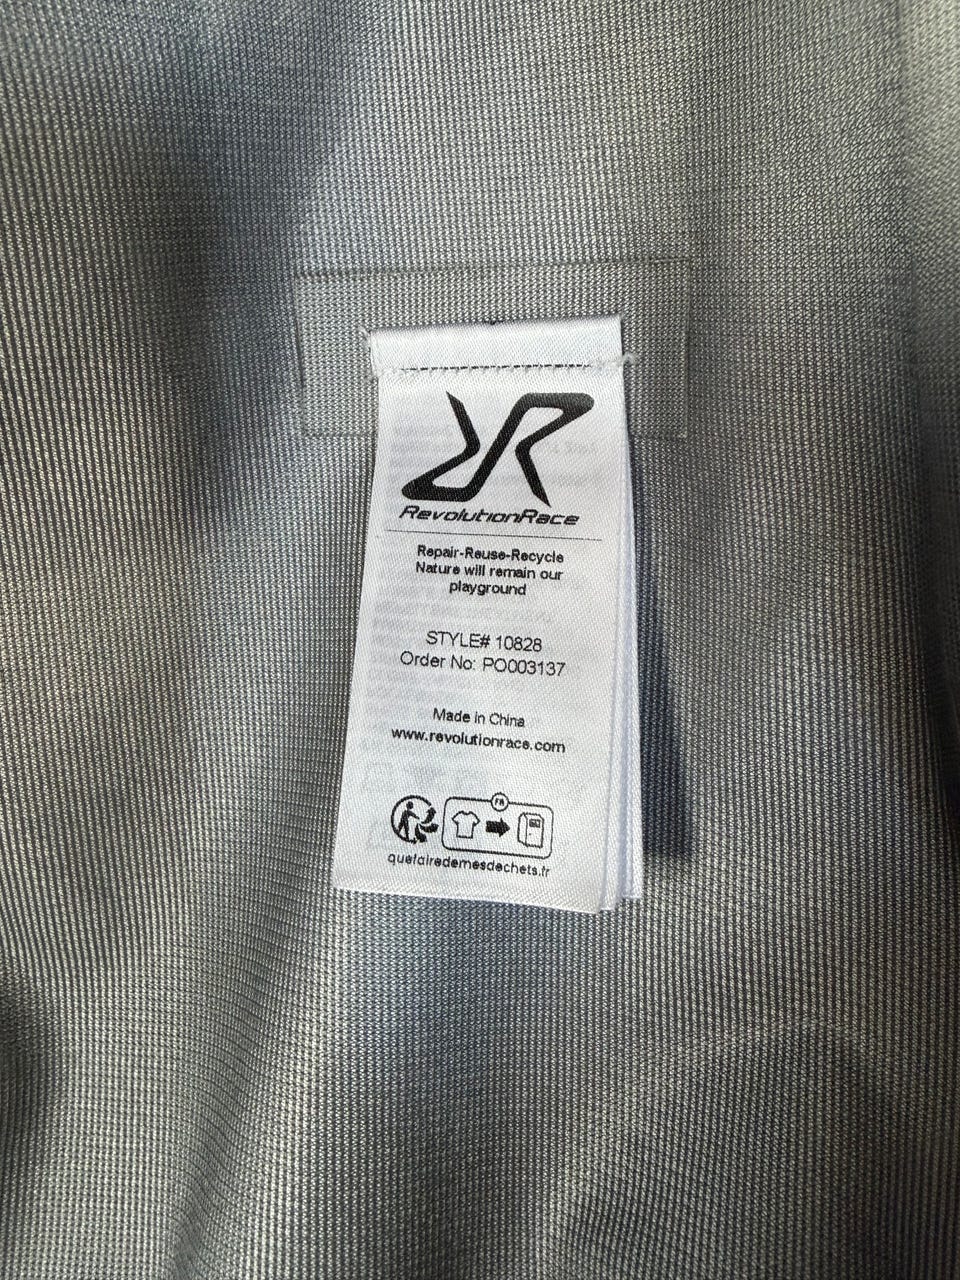 RevolutionRace
Repair-Reuse-Recycle
Nature will remain our
playground
STYLE# 10828
Order No: PO003137
Made in China
www.revolutionrace.com
FR
quefairedemesdechets.fr